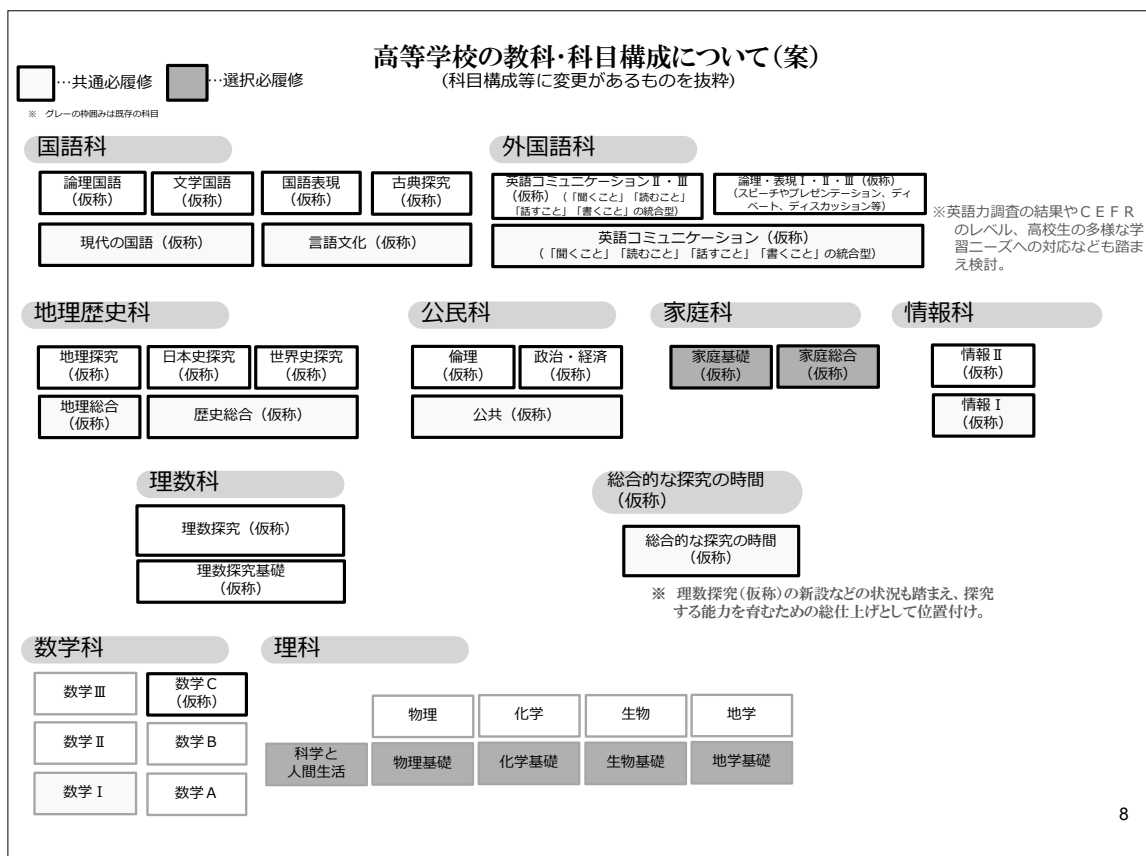 高等学校の教科・科目構成について(案)
(科目構成等に変更があるものを抜粋)
…共通必履修
…選択必履修
※ グレーの枠囲みは既存の科目
国語科
論理国語
(仮称)
文学国語
(仮称)
国語表現
(仮称)
古典探究
(仮称)
現代の国語(仮称)
言語文化(仮称)
外国語科
英語コミュニケーションⅡ・Ⅲ
(仮称)(「聞くこと」「読むこと」
「話すこと」「書くこと」の統合型)
論理・表現Ⅰ・Ⅱ・Ⅲ(仮称)
(スピーチやプレゼンテーション、ディ
ベート、ディスカッション等)
英語コミュニケーション(仮称)
(「聞くこと」「読むこと」「話すこと」「書くこと」の統合型)
※英語力調査の結果やCEFR
のレベル、高校生の多様な学
習ニーズへの対応なども踏ま
え検討。
地理歴史科
地理探究
(仮称)
日本史探究
(仮称)
世界史探究
(仮称)
地理総合
(仮称)
歴史総合(仮称)
公民科
倫理
(仮称)
政治・経済
(仮称)
公共(仮称)
家庭科
家庭基礎
(仮称)
家庭総合
(仮称)
情報科
情報Ⅱ
(仮称)
情報Ⅰ
(仮称)
理数科
理数探究(仮称)
理数探究基礎
(仮称)
総合的な探究の時間
(仮称)
総合的な探究の時間
(仮称)
※ 理数探究(仮称)の新設などの状況も踏まえ、探究
する能力を育むための総仕上げとして位置付け。
数学科
数学Ⅲ
数学C
(仮称)
数学Ⅱ
数学B
数学Ⅰ
数学A
理科
物理
化学
生物
地学
科学と
人間生活
物理基礎
化学基礎
生物基礎
地学基礎
8